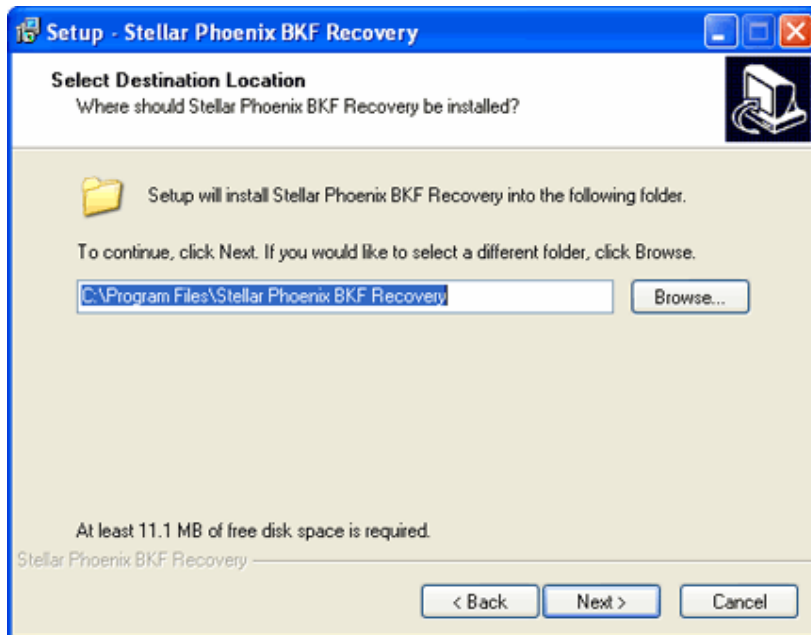 Setup - Stellar Phoenix BKF Recovery
Select Destination Location
Where should Stellar Phoenix BKF Recovery be installed?
Setup will install Stellar Phoenix BKF Recovery into the following folder.
To continue, click Next. If you would like to select a different folder, click Browse.
C:\Program Files\Stellar Phoenix BKF Recovery Browse...
At least 11.1 MB of free disk space is required.
Stellar Phoenix BKF Recovery
< Back Next > Cancel